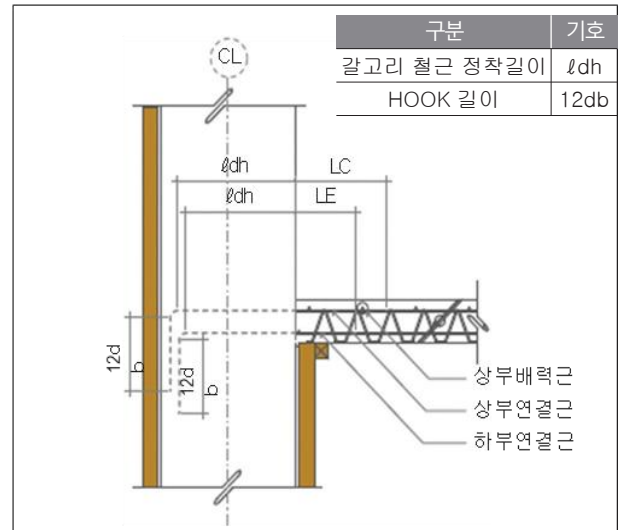 구분 기호
갈고리 철근 정착길이 ℓdh
HOOK 길이 12db
CL
ℓdh LC
ℓdh LE
12d
b
12d
b
상부배력근
상부연결근
하부연결근